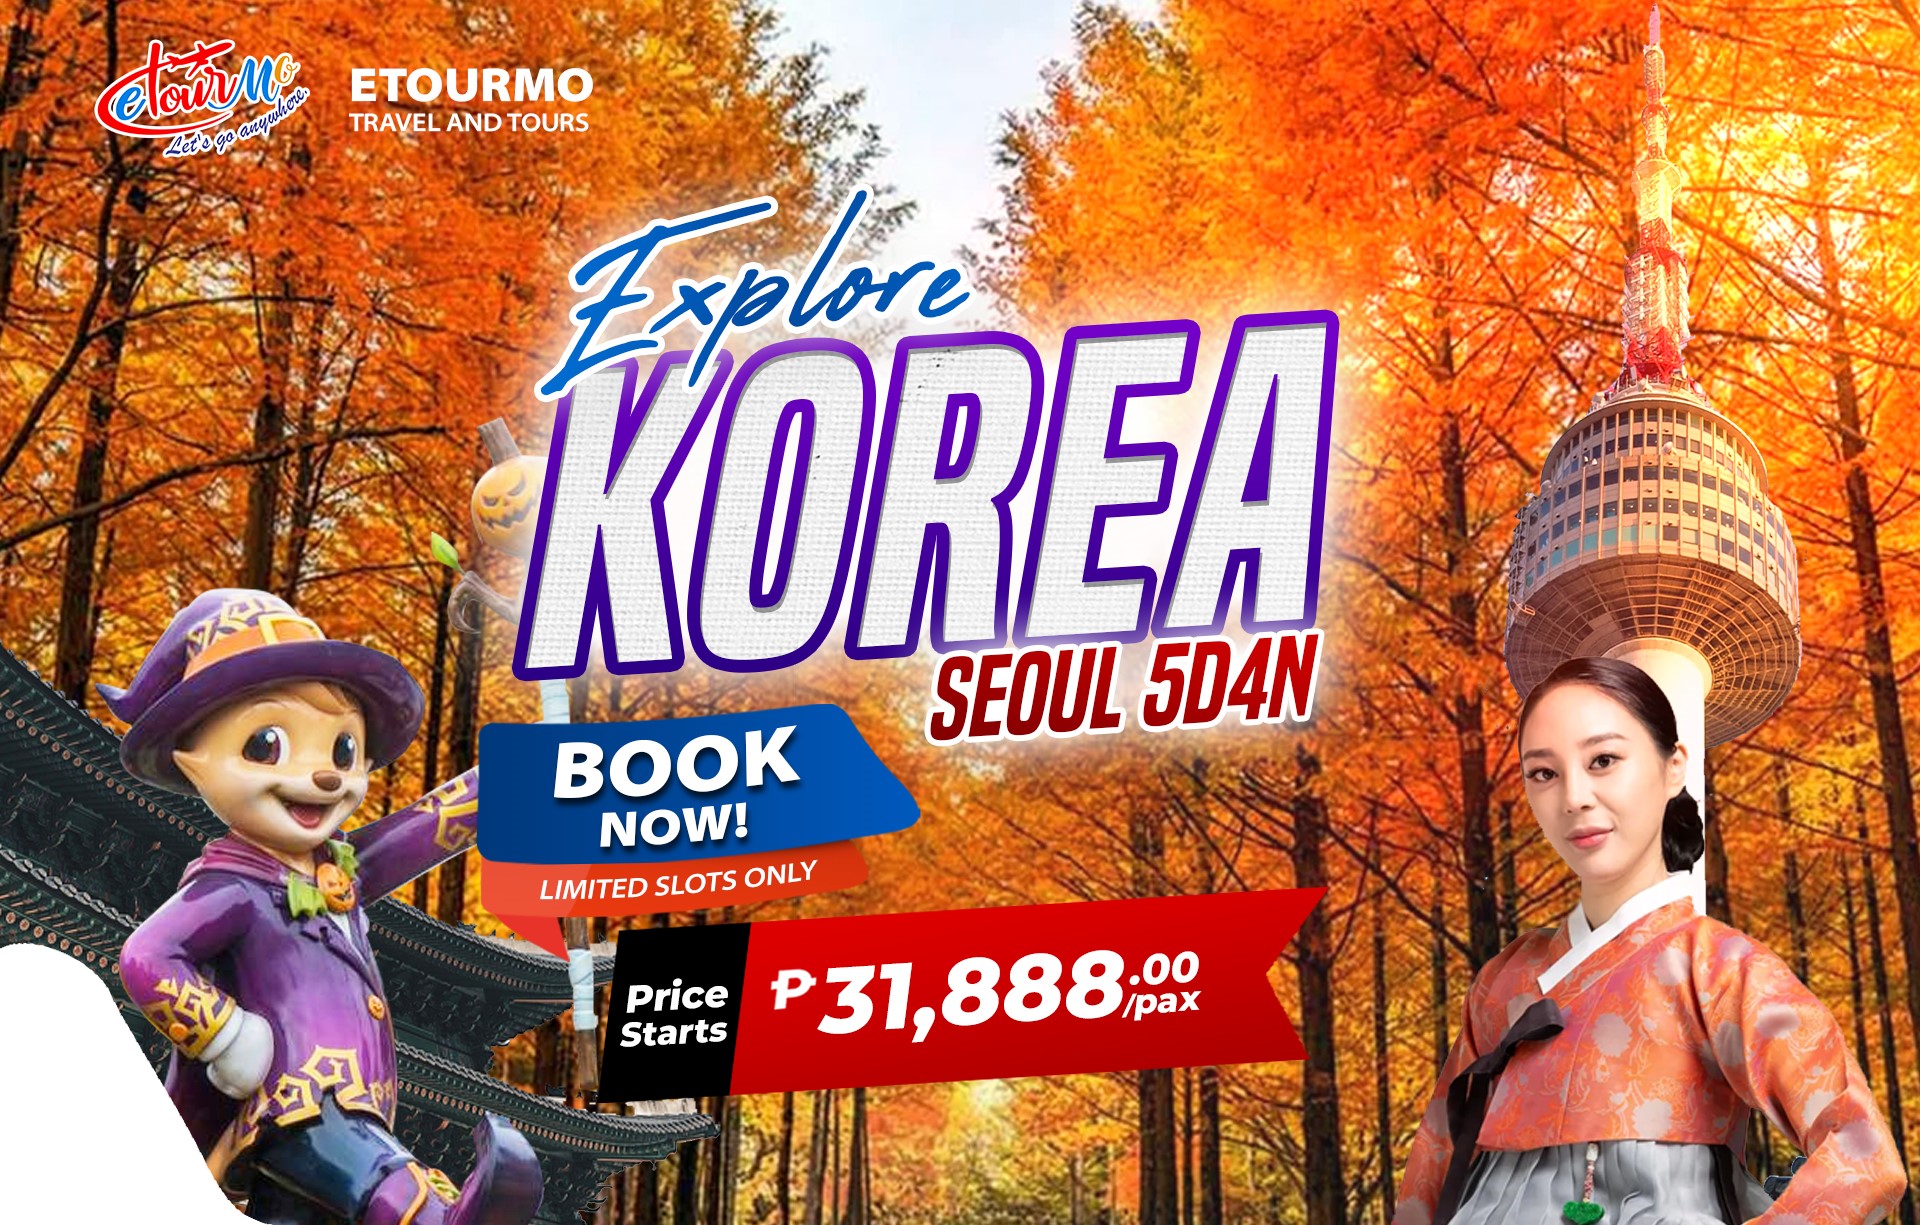 etourmo
Let's go anywhere.
ETOURMO
TRAVEL AND TOURS
Explore
KOREA
SEOUL 5D4N
BOOK
NOW!
LIMITED SLOTS ONLY
Price
Starts
₱31,888.00
/pax